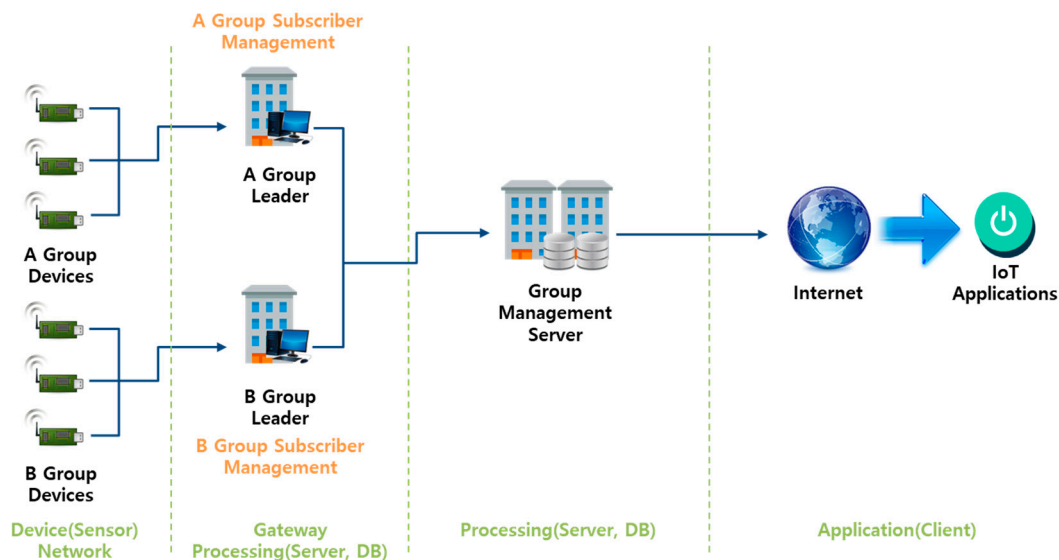 A Group Subscriber
Management
A Group
Leader
A Group
Devices
B Group
Leader
B Group Subscriber
Management
B Group
Devices
Group
Management
Server
Internet
IoT
Applications
Device(Sensor)
Network
Gateway
Processing(Server, DB)
Processing(Server, DB)
Application(Client)